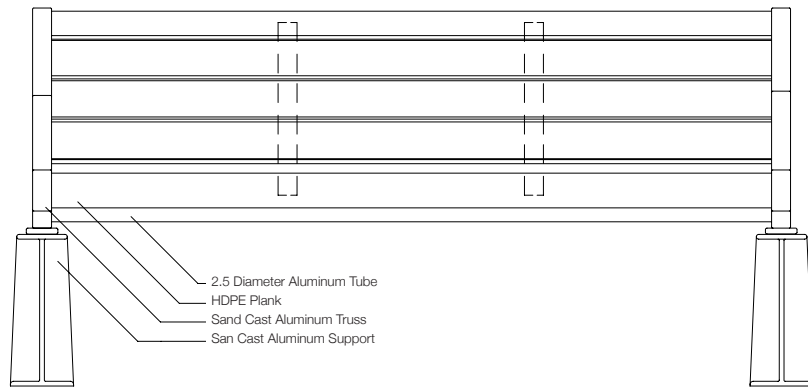 2.5 Diameter Aluminum Tube
HDPE Plank
Sand Cast Aluminum Truss
San Cast Aluminum Support